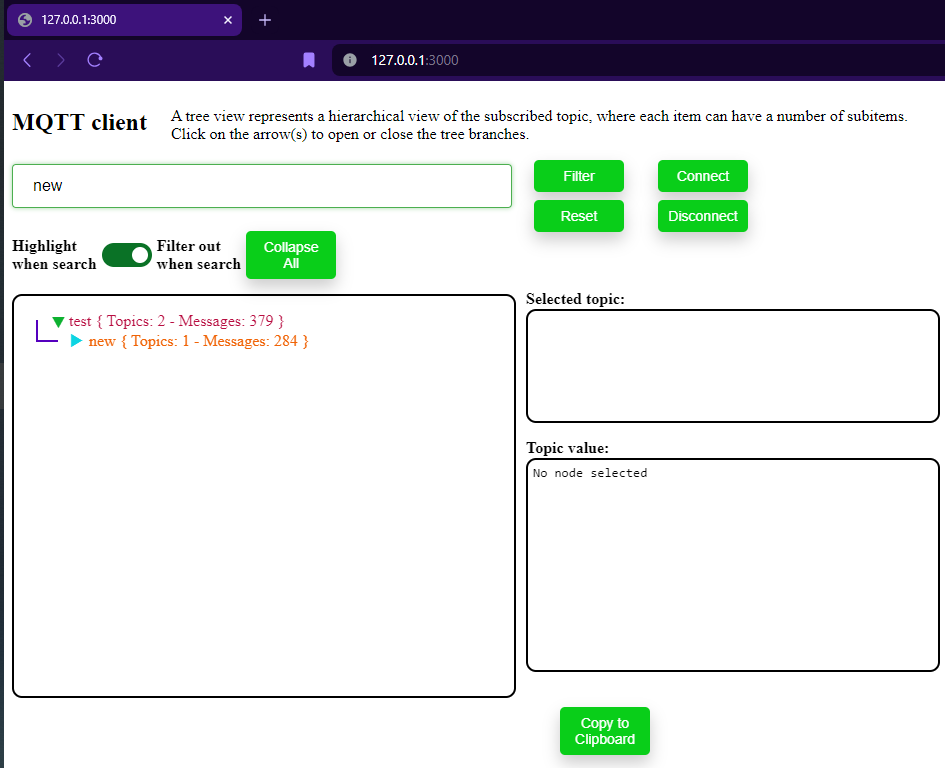 127.0.0.1:3000
127.0.0.1:3000
MQTT client
A tree view represents a hierarchical view of the subscribed topic, where each item can have a number of subitems.
Click on the arrow(s) to open or close the tree branches.
new
Filter
Connect
Reset
Disconnect
Highlight
when search
Filter out
when search
Collapse
All
test { Topics: 2 - Messages: 379 }
new { Topics: 1 - Messages: 284 }
Selected topic:
Topic value:
No node selected
Copy to
Clipboard